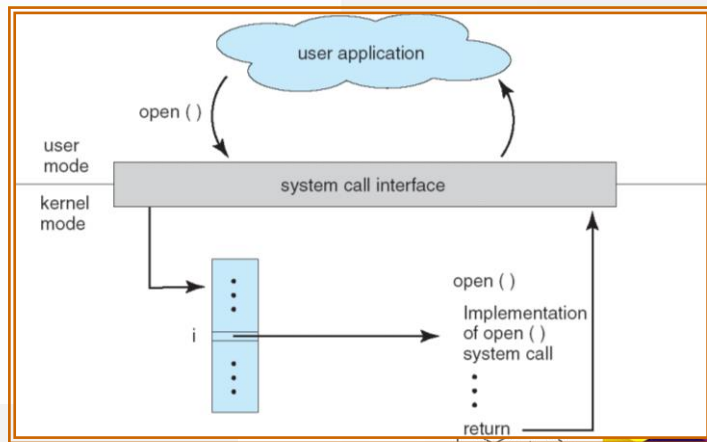 user application
open ( )
user
mode
system call interface
kernel
mode
open ( )
i
Implementation
of open ( )
system call
return